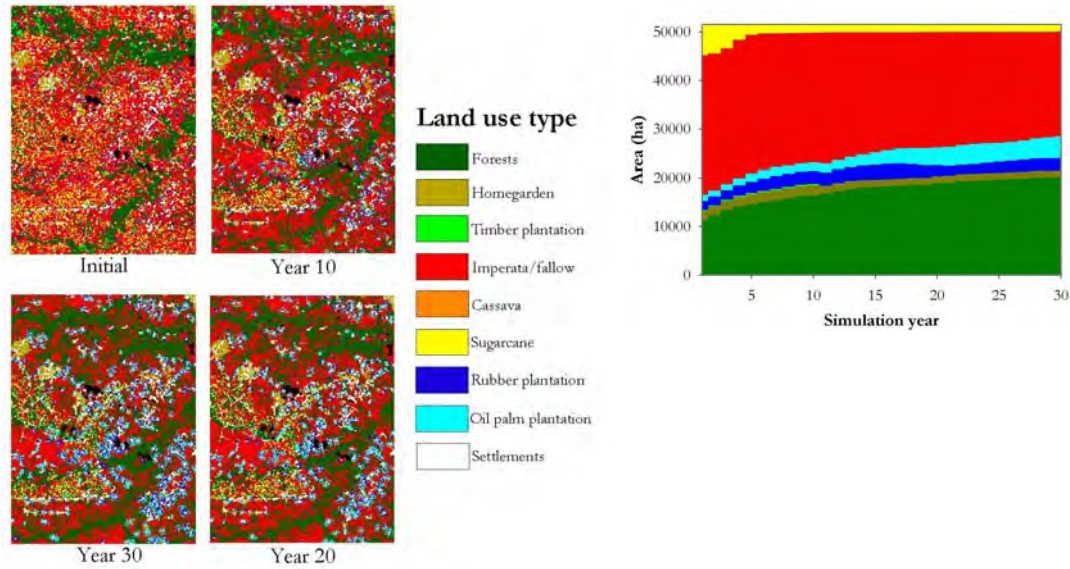 Initial
Year 10
Year 30
Year 20
Land use type
Forests
Homegarden
Timber plantation
Imperata/fallow
Cassava
Sugarcane
Rubber plantation
Oil palm plantation
Settlements
Area (ha)
50000
40000
30000
20000
10000
0
5 10 15 20 25 30
Simulation year